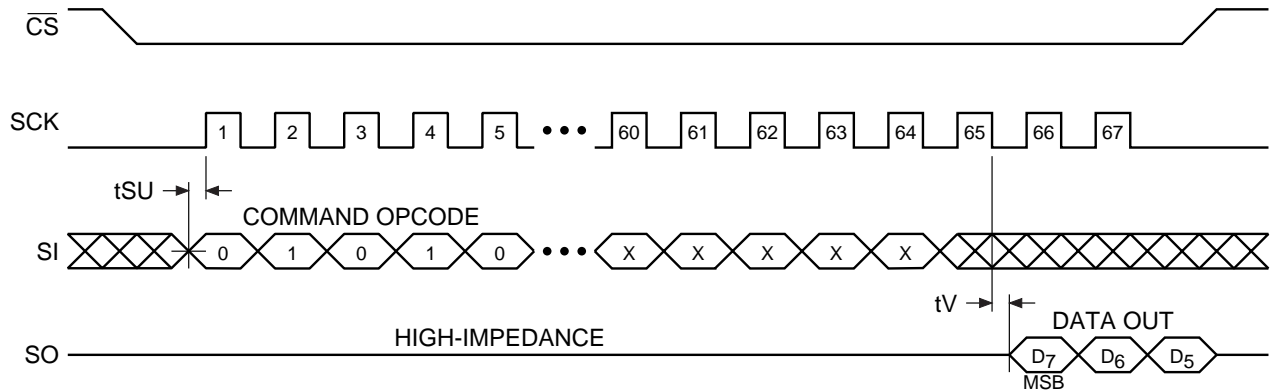 CS
SCK
1 2 3 4 5 ••• 60 61 62 63 64 65 66 67
tSU
COMMAND OPCODE
SI
0 1 0 1 0 ••• X X X X X
tV
DATA OUT
HIGH-IMPEDANCE
SO
D7 D6 D5
MSB